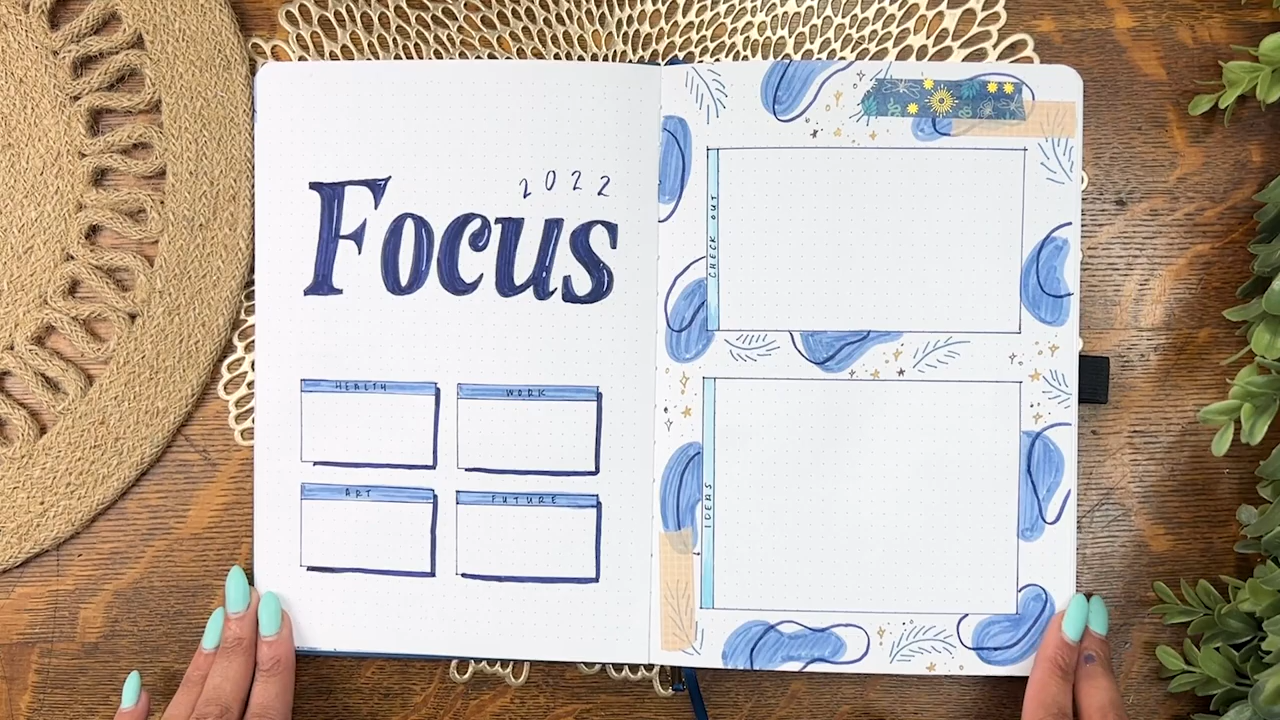 2022
Focus
HEALTH
WORK
ART
FUTURE
CHECK OUT
IDEAS